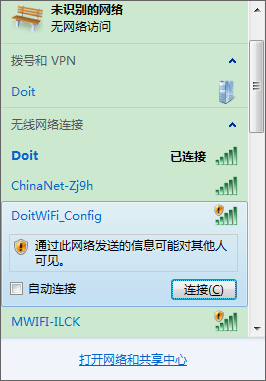 未识别的网络
无网络访问
拨号和 VPN
Doit
无线网络连接
Doit 已连接
ChinaNet-Zj9h
DoitWiFi_Config
通过此网络发送的信息可能对其他人
可见。
自动连接 连接(C)
MWIFI-ILCK
打开网络和共享中心